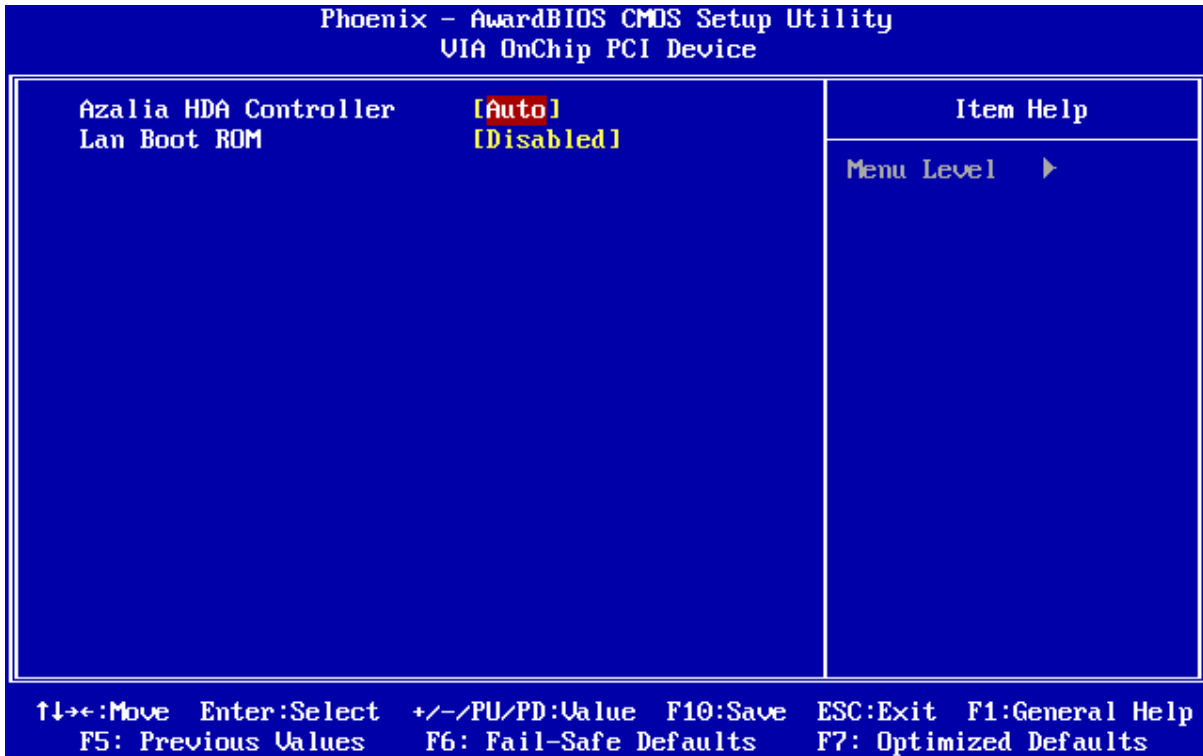 Phoenix - AwardBIOS CMOS Setup Utility
VIA OnChip PCI Device
Azalia HDA Controller [Auto]
Lan Boot ROM [Disabled]
Item Help
Menu Level ▶
↑↓→←:Move Enter:Select +/-/PU/PD:Value F10:Save ESC:Exit F1:General Help
F5: Previous Values F6: Fail-Safe Defaults F7: Optimized Defaults